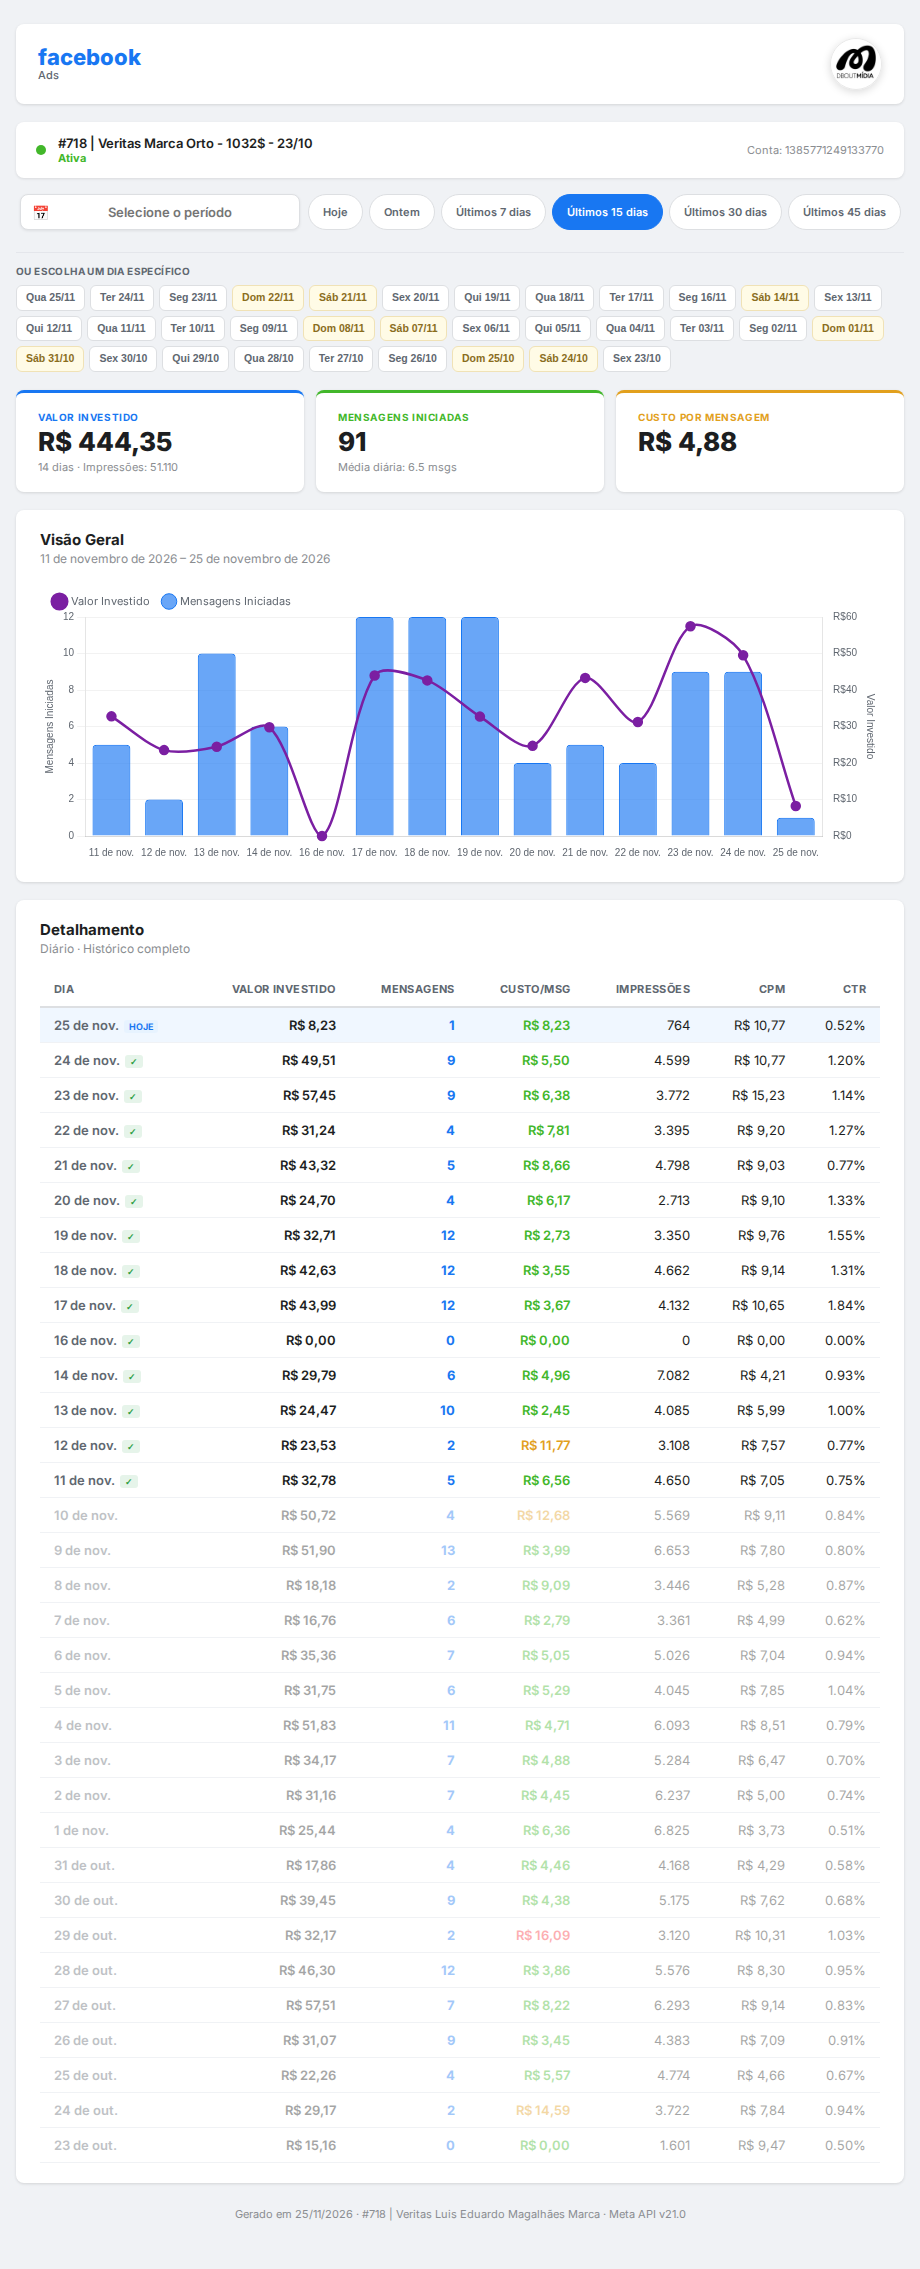 facebook
Ads
DBOUTMÍDIA
#718 | Veritas Marca Orto - 1032$ - 23/10
Ativa
Conta: 1385771249133770
📅 Selecione o período Hoje Ontem Últimos 7 dias Últimos 15 dias Últimos 30 dias Últimos 45 dias
OU ESCOLHA UM DIA ESPECÍFICO
Qua 25/11 Ter 24/11 Seg 23/11 Dom 22/11 Sáb 21/11 Sex 20/11 Qui 19/11 Qua 18/11 Ter 17/11 Seg 16/11 Sáb 14/11 Sex 13/11
Qui 12/11 Qua 11/11 Ter 10/11 Seg 09/11 Dom 08/11 Sáb 07/11 Sex 06/11 Qui 05/11 Qua 04/11 Ter 03/11 Seg 02/11 Dom 01/11
Sáb 31/10 Sex 30/10 Qui 29/10 Qua 28/10 Ter 27/10 Seg 26/10 Dom 25/10 Sáb 24/10 Sex 23/10
VALOR INVESTIDO
R$ 444,35
14 dias · Impressões: 51.110
MENSAGENS INICIADAS
91
Média diária: 6.5 msgs
CUSTO POR MENSAGEM
R$ 4,88
Visão Geral
11 de novembro de 2026 – 25 de novembro de 2026
Valor Investido Mensagens Iniciadas
12 R$60
10 R$50
8 R$40
6 R$30
4 R$20
2 R$10
0 R$0
Mensagens Iniciadas
Valor Investido
11 de nov. 12 de nov. 13 de nov. 14 de nov. 16 de nov. 17 de nov. 18 de nov. 19 de nov. 20 de nov. 21 de nov. 22 de nov. 23 de nov. 24 de nov. 25 de nov.
Detalhamento
Diário · Histórico completo
DIA VALOR INVESTIDO MENSAGENS CUSTO/MSG IMPRESSÕES CPM CTR
25 de nov. HOJE R$ 8,23 1 R$ 8,23 764 R$ 10,77 0.52%
24 de nov. ✓ R$ 49,51 9 R$ 5,50 4.599 R$ 10,77 1.20%
23 de nov. ✓ R$ 57,45 9 R$ 6,38 3.772 R$ 15,23 1.14%
22 de nov. ✓ R$ 31,24 4 R$ 7,81 3.395 R$ 9,20 1.27%
21 de nov. ✓ R$ 43,32 5 R$ 8,66 4.798 R$ 9,03 0.77%
20 de nov. ✓ R$ 24,70 4 R$ 6,17 2.713 R$ 9,10 1.33%
19 de nov. ✓ R$ 32,71 12 R$ 2,73 3.350 R$ 9,76 1.55%
18 de nov. ✓ R$ 42,63 12 R$ 3,55 4.662 R$ 9,14 1.31%
17 de nov. ✓ R$ 43,99 12 R$ 3,67 4.132 R$ 10,65 1.84%
16 de nov. ✓ R$ 0,00 0 R$ 0,00 0 R$ 0,00 0.00%
14 de nov. ✓ R$ 29,79 6 R$ 4,96 7.082 R$ 4,21 0.93%
13 de nov. ✓ R$ 24,47 10 R$ 2,45 4.085 R$ 5,99 1.00%
12 de nov. ✓ R$ 23,53 2 R$ 11,77 3.108 R$ 7,57 0.77%
11 de nov. ✓ R$ 32,78 5 R$ 6,56 4.650 R$ 7,05 0.75%
10 de nov. R$ 50,72 4 R$ 12,68 5.569 R$ 9,11 0.84%
9 de nov. R$ 51,90 13 R$ 3,99 6.653 R$ 7,80 0.80%
8 de nov. R$ 18,18 2 R$ 9,09 3.446 R$ 5,28 0.87%
7 de nov. R$ 16,76 6 R$ 2,79 3.361 R$ 4,99 0.62%
6 de nov. R$ 35,36 7 R$ 5,05 5.026 R$ 7,04 0.94%
5 de nov. R$ 31,75 6 R$ 5,29 4.045 R$ 7,85 1.04%
4 de nov. R$ 51,83 11 R$ 4,71 6.093 R$ 8,51 0.79%
3 de nov. R$ 34,17 7 R$ 4,88 5.284 R$ 6,47 0.70%
2 de nov. R$ 31,16 7 R$ 4,45 6.237 R$ 5,00 0.74%
1 de nov. R$ 25,44 4 R$ 6,36 6.825 R$ 3,73 0.51%
31 de out. R$ 17,86 4 R$ 4,46 4.168 R$ 4,29 0.58%
30 de out. R$ 39,45 9 R$ 4,38 5.175 R$ 7,62 0.68%
29 de out. R$ 32,17 2 R$ 16,09 3.120 R$ 10,31 1.03%
28 de out. R$ 46,30 12 R$ 3,86 5.576 R$ 8,30 0.95%
27 de out. R$ 57,51 7 R$ 8,22 6.293 R$ 9,14 0.83%
26 de out. R$ 31,07 9 R$ 3,45 4.383 R$ 7,09 0.91%
25 de out. R$ 22,26 4 R$ 5,57 4.774 R$ 4,66 0.67%
24 de out. R$ 29,17 2 R$ 14,59 3.722 R$ 7,84 0.94%
23 de out. R$ 15,16 0 R$ 0,00 1.601 R$ 9,47 0.50%
Gerado em 25/11/2026 · #718 | Veritas Luis Eduardo Magalhães Marca · Meta API v21.0